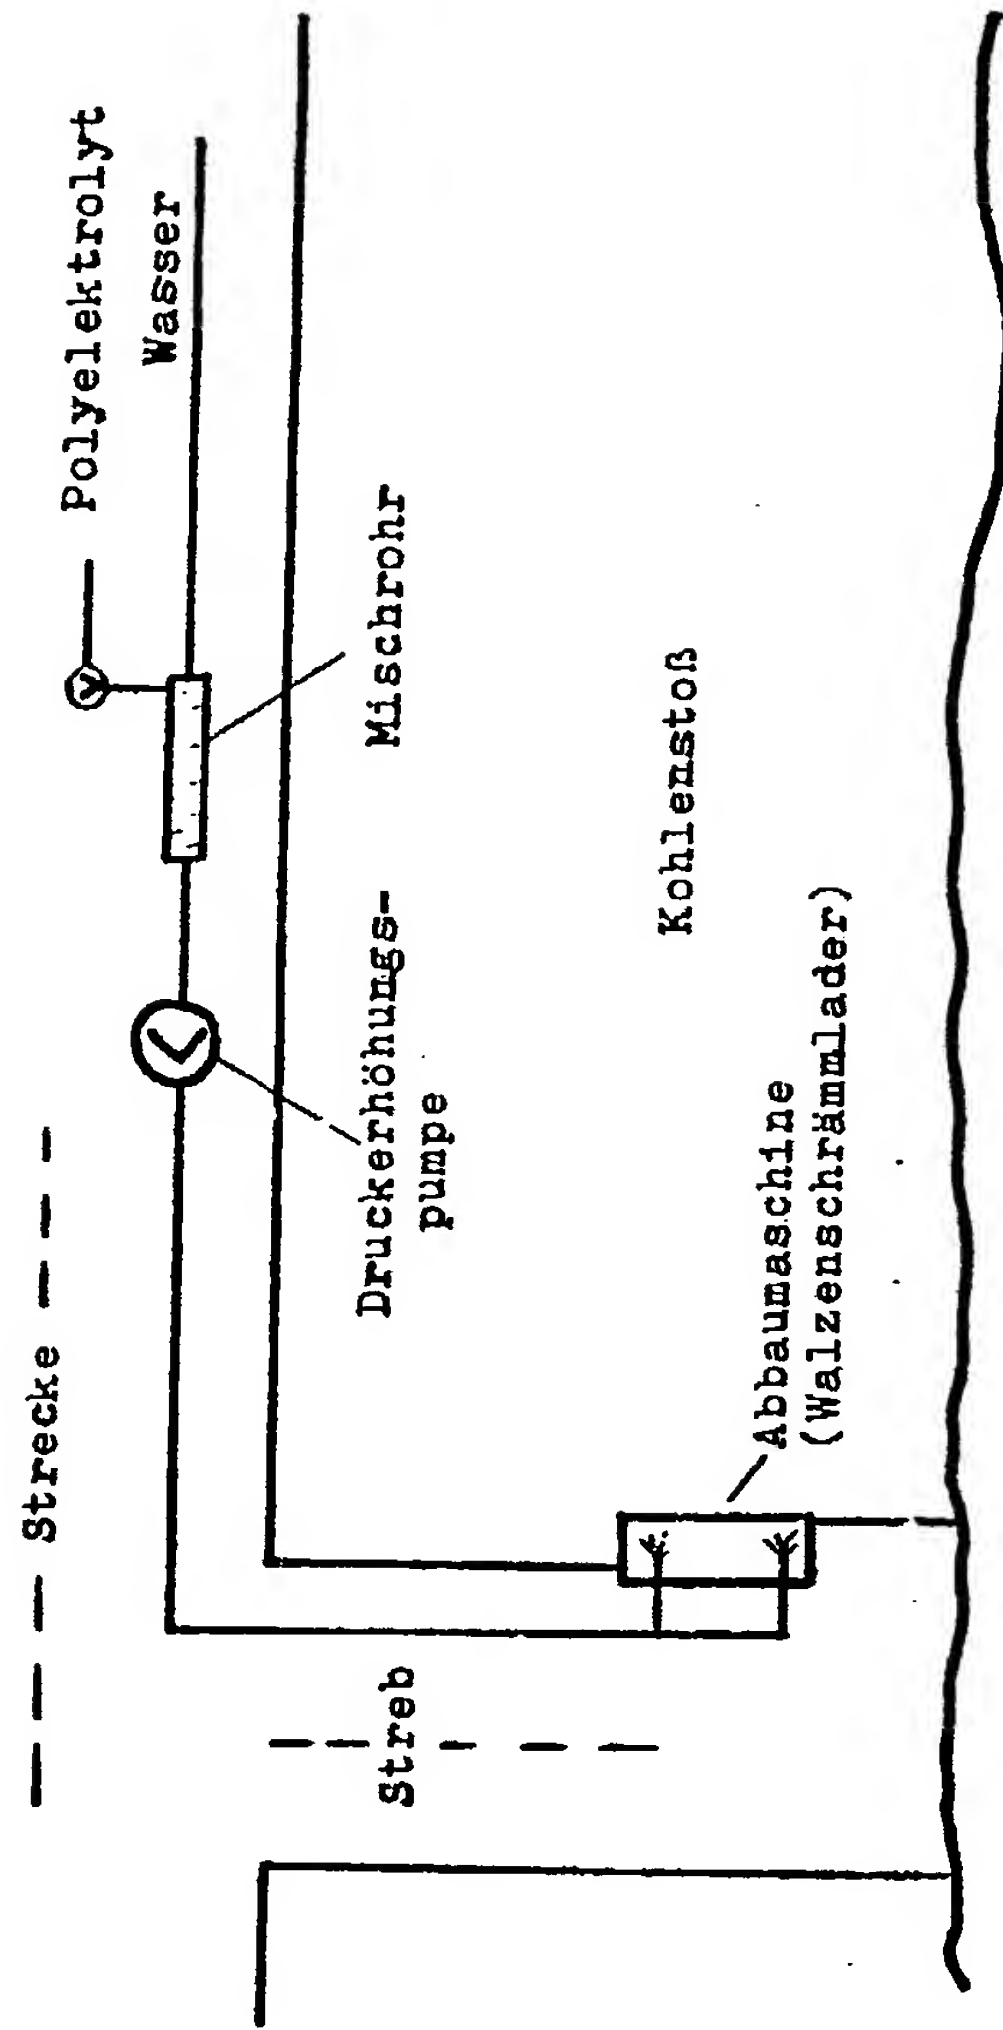 Strecke
Polyelektrolyt
Wasser
Mischrohr
Druckerhöhungs-
pumpe
Streb
Kohlenstoß
Abbaumaschine
(Walzenschrämmlader)